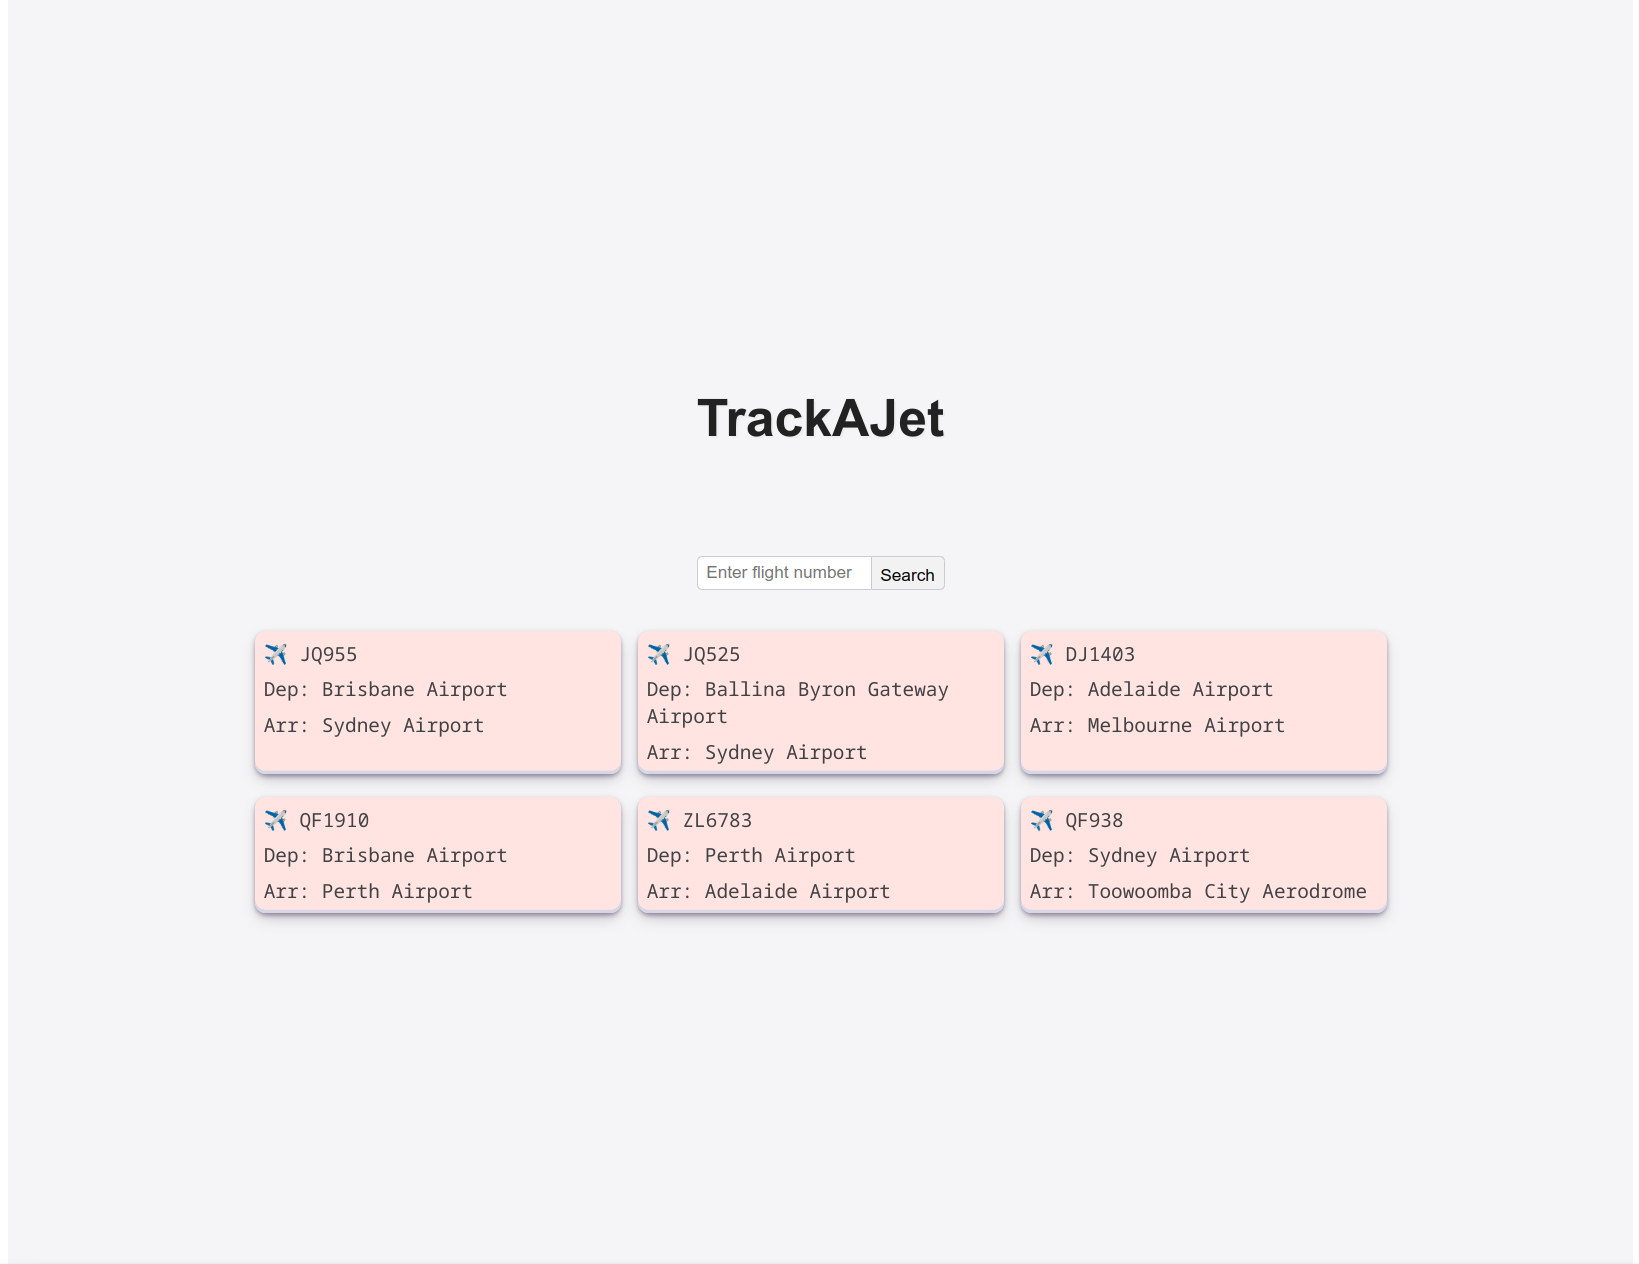 TrackAJet
Enter flight number
Search
JQ955
Dep: Brisbane Airport
Arr: Sydney Airport
JQ525
Dep: Ballina Byron Gateway
Airport
Arr: Sydney Airport
DJ1403
Dep: Adelaide Airport
Arr: Melbourne Airport
QF1910
Dep: Brisbane Airport
Arr: Perth Airport
ZL6783
Dep: Perth Airport
Arr: Adelaide Airport
QF938
Dep: Sydney Airport
Arr: Toowoomba City Aerodrome